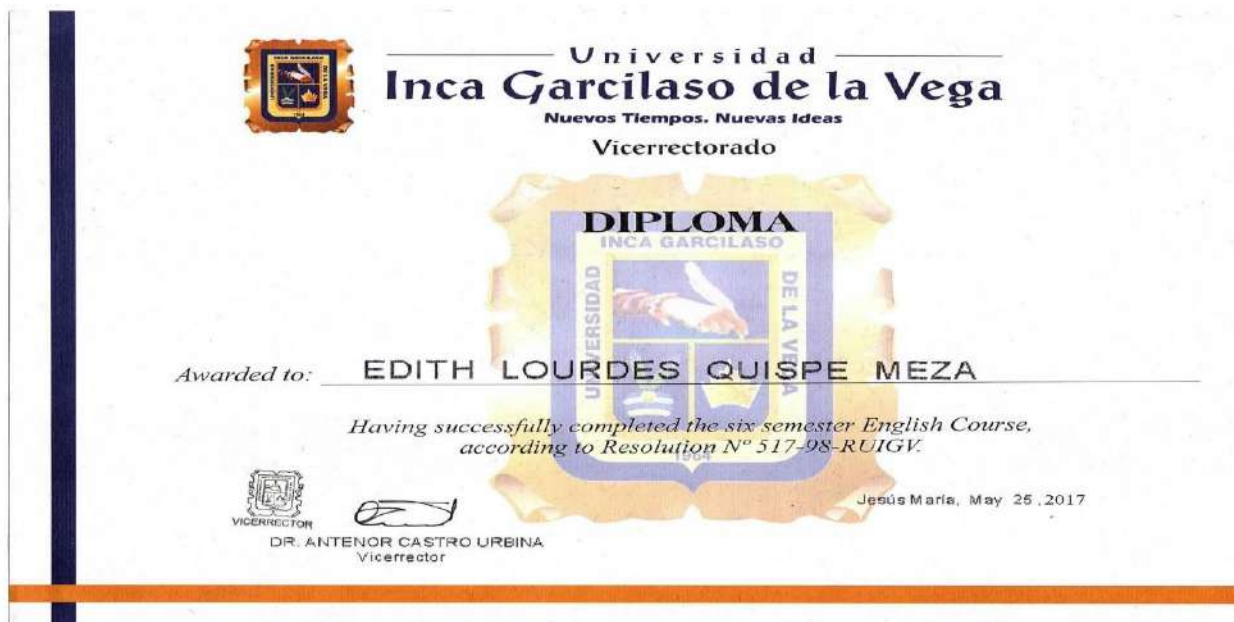 Universidad
Inca Garcilaso de la Vega
Nuevos Tiempos. Nuevas Ideas
Vicerrectorado
DIPLOMA
INCA GARCILASO
UNIVERSIDAD
DE LA VEGA
Awarded to: EDITH LOURDES QUISPE MEZA
Having successfully completed the six semester English Course,
according to Resolution Nº 517-98-RUIGV.
1964
Jesús María, May 25, 2017
VICERRECTOR
DR. ANTENOR CASTRO URBINA
Vicerrector